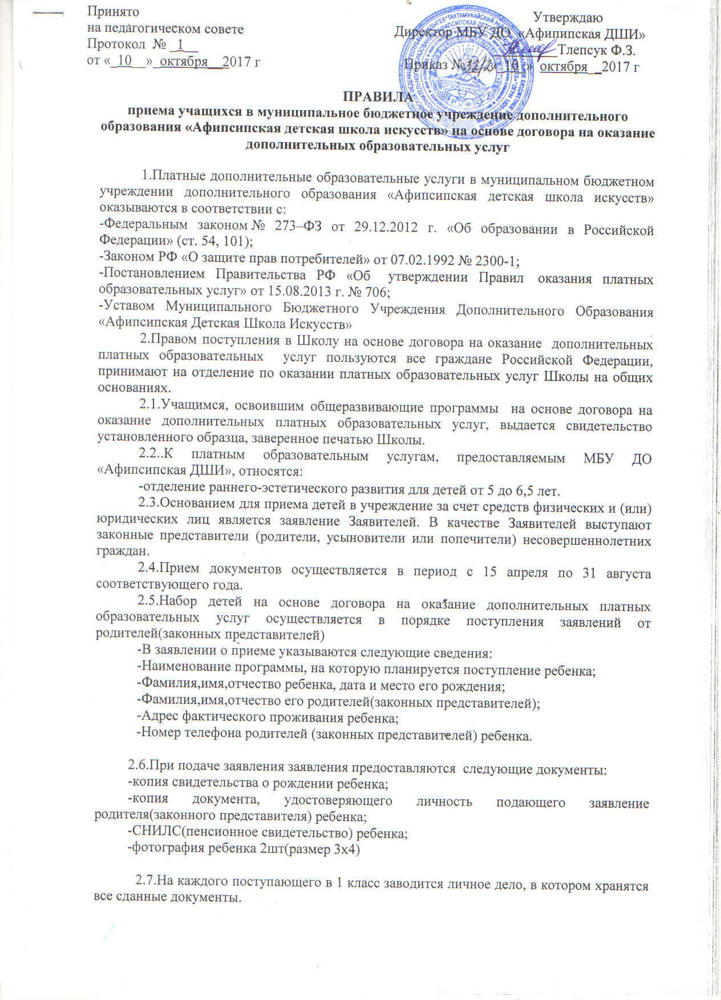 Принято
на педагогическом совете
Протокол № _1__
от «_10__»_октября___2017 г
Утверждаю
Директор МБУ ДО «Афипипская ДШИ»
_________Тлепсук Ф.З.
Приказ №32/2 «_10_» октября__2017 г
ПРАВИЛА
приема учащихся в муниципальное бюджетное учреждение дополнительного
образования «Афипсипская детская школа искусств» на основе договора на оказание
дополнительных образовательных услуг
1.Платные дополнительные образовательные услуги в муниципальном бюджетном
учреждении дополнительного образования «Афипсипская детская школа искусств»
оказываются в соответствии с:
-Федеральным законом № 273–ФЗ от 29.12.2012 г. «Об образовании в Российской
Федерации» (ст. 54, 101);
-Законом РФ «О защите прав потребителей» от 07.02.1992 № 2300-1;
-Постановлением Правительства РФ «Об утверждении Правил оказания платных
образовательных услуг» от 15.08.2013 г. № 706;
-Уставом Муниципального Бюджетного Учреждения Дополнительного Образования
«Афипсипская Детская Школа Искусств»
2.Правом поступления в Школу на основе договора на оказание дополнительных
платных образовательных услуг пользуются все граждане Российской Федерации,
принимают на отделение по оказании платных образовательных услуг Школы на общих
основаниях.
2.1.Учащимся, освоившим общеразвивающие программы на основе договора на
оказание дополнительных платных образовательных услуг, выдается свидетельство
установленного образца, заверенное печатью Школы.
2.2..К платным образовательным услугам, предоставляемым МБУ ДО
«Афипсипская ДШИ», относятся:
-отделение раннего-эстетического развития для детей от 5 до 6,5 лет.
2.3.Основанием для приема детей в учреждение за счет средств физических и (или)
юридических лиц является заявление Заявителей. В качестве Заявителей выступают
законные представители (родители, усыновители или попечители) несовершеннолетних
граждан.
2.4.Прием документов осуществляется в период с 15 апреля по 31 августа
соответствующего года.
2.5.Набор детей на основе договора на оказание дополнительных платных
образовательных услуг осуществляется в порядке поступления заявлений от
родителей(законных представителей)
-В заявлении о приеме указываются следующие сведения:
-Наименование программы, на которую планируется поступление ребенка;
-Фамилия,имя,отчество ребенка, дата и место его рождения;
-Фамилия,имя,отчество его родителей(законных представителей);
-Адрес фактического проживания ребенка;
-Номер телефона родителей (законных представителей) ребенка.
2.6.При подаче заявления заявления предоставляются следующие документы:
-копия свидетельства о рождении ребенка;
-копия документа, удостоверяющего личность подающего заявление
родителя(законного представителя) ребенка;
-СНИЛС(пенсионное свидетельство) ребенка;
-фотография ребенка 2шт(размер 3х4)
2.7.На каждого поступающего в 1 класс заводится личное дело, в котором хранятся
все сданные документы.